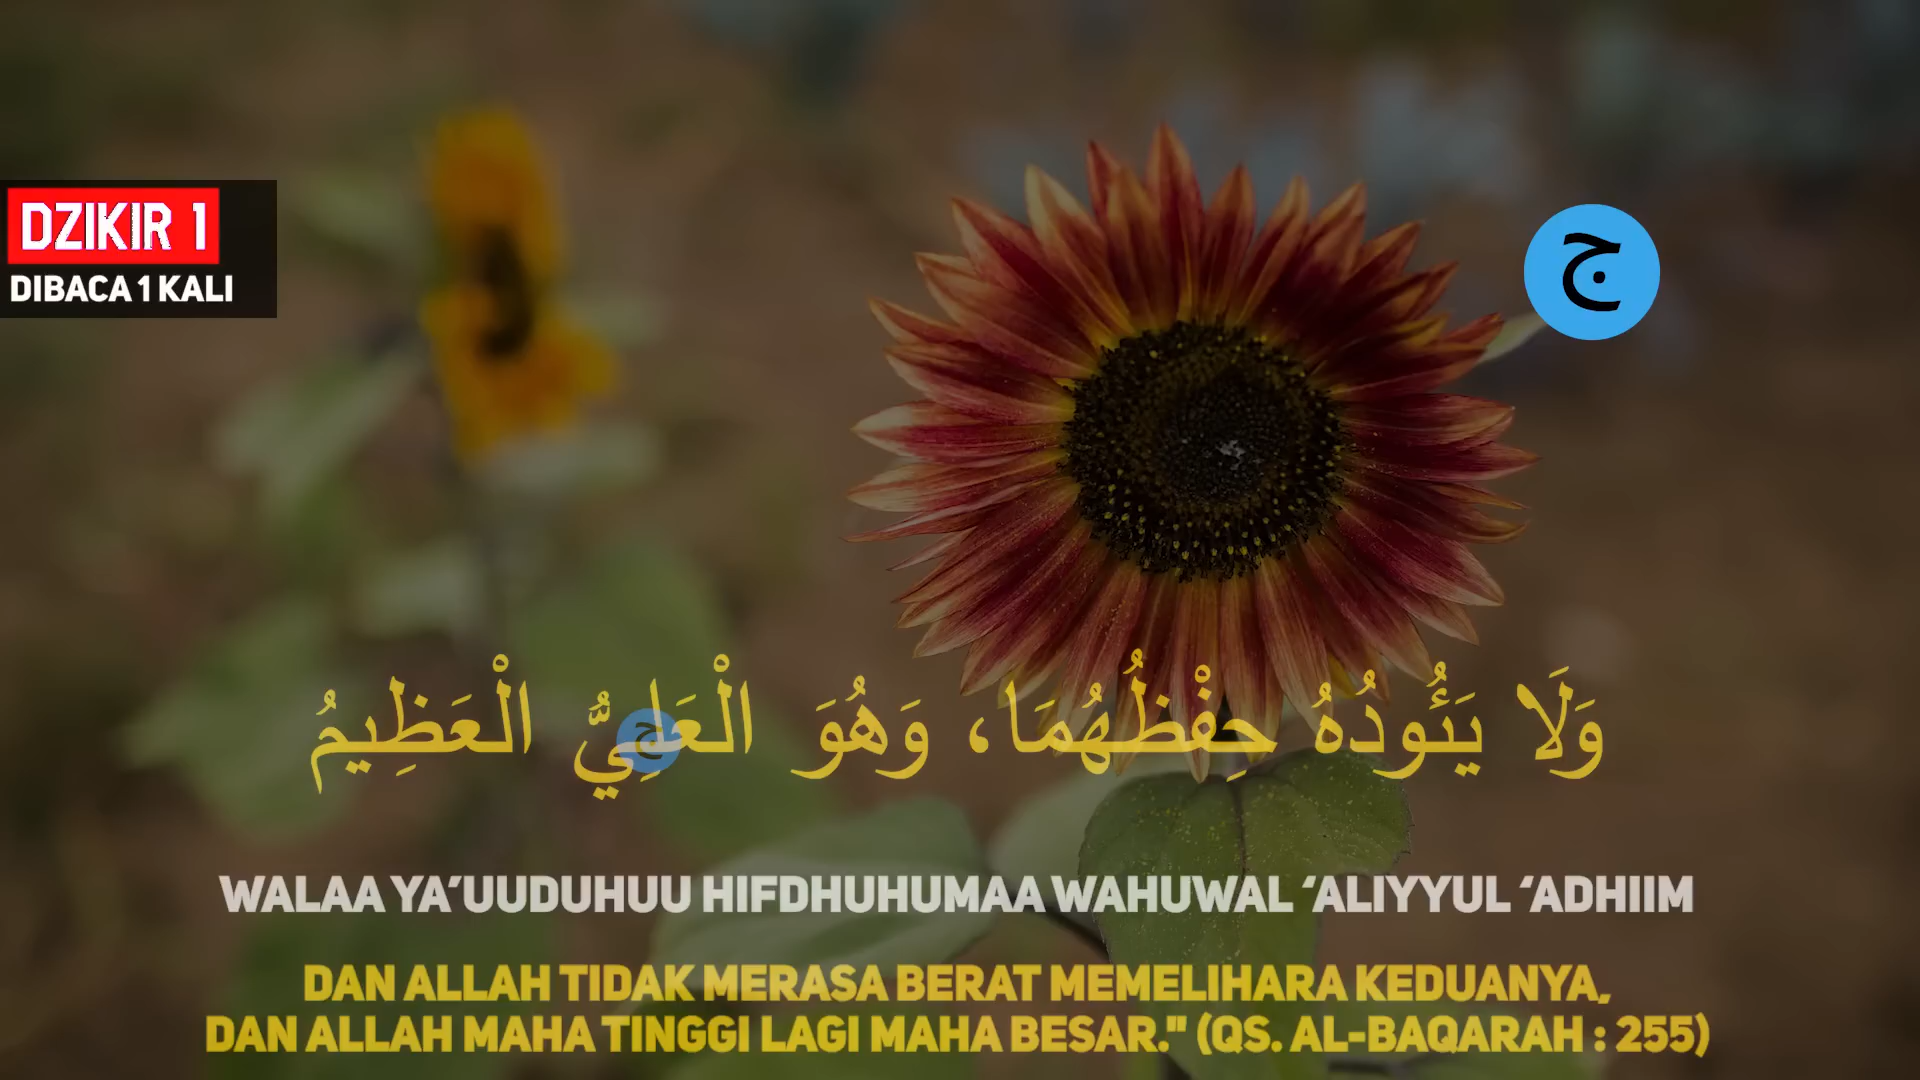 DZIKIR 1
DIBACA 1 KALI
ج
وَلَا يَئُودُهُ حِفْظُهُمَا، وَهُوَ الْعَلِيُّ الْعَظِيمُ
ج
WALAA YA’UUDUHUU HIFDHUHUMAA WAHUWAL ‘ALIYYUL ‘ADHIIM
DAN ALLAH TIDAK MERASA BERAT MEMELIHARA KEDUANYA,
DAN ALLAH MAHA TINGGI LAGI MAHA BESAR." (QS. AL-BAQARAH : 255)